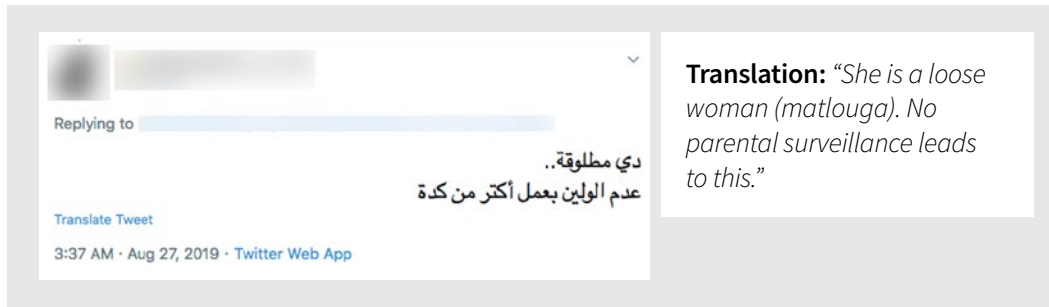 Replying to
دي مطلوقة..
عدم الولين بعمل أكتر من كدة
Translate Tweet
3:37 AM · Aug 27, 2019 · Twitter Web App
Translation: “She is a loose
woman (matlouga). No
parental surveillance leads
to this.”